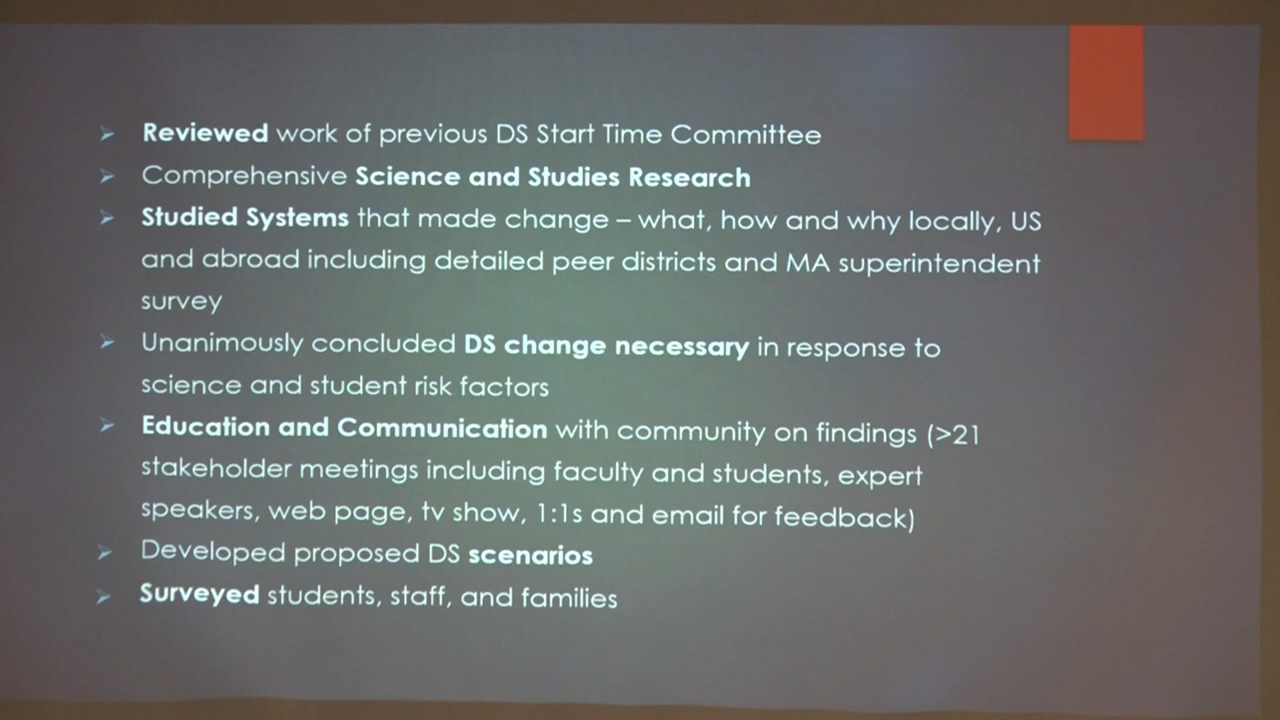 Reviewed work of previous DS Start Time Committee
Comprehensive Science and Studies Research
Studied Systems that made change – what, how and why locally, US
and abroad including detailed peer districts and MA superintendent
survey
Unanimously concluded DS change necessary in response to
science and student risk factors
Education and Communication with community on findings (>21
stakeholder meetings including faculty and students, expert
speakers, web page, tv show, 1:1s and email for feedback)
Developed proposed DS scenarios
Surveyed students, staff, and families